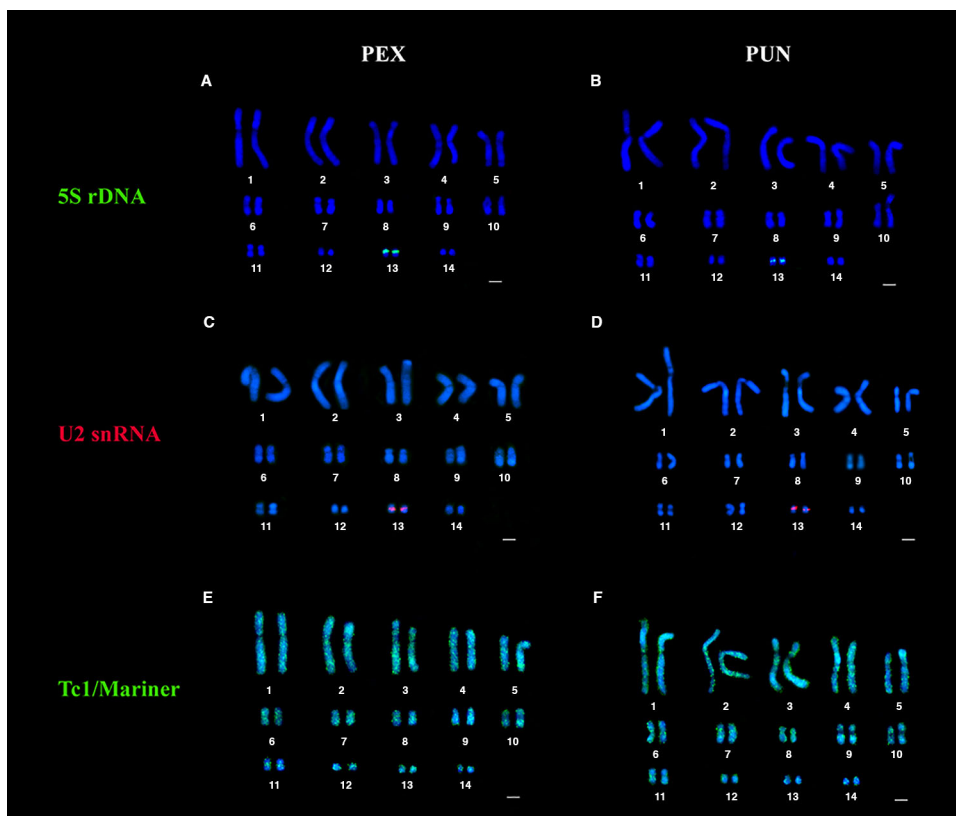 PEX PUN
A B
5S rDNA
1 2 3 4 5 1 2 3 4 5
6 7 8 9 10 6 7 8 9 10
11 12 13 14 11 12 13 14
C D
U2 snRNA
1 2 3 4 5 1 2 3 4 5
6 7 8 9 10 6 7 8 9 10
11 12 13 14 11 12 13 14
E F
Tc1/Mariner
1 2 3 4 5 1 2 3 4 5
6 7 8 9 10 6 7 8 9 10
11 12 13 14 11 12 13 14